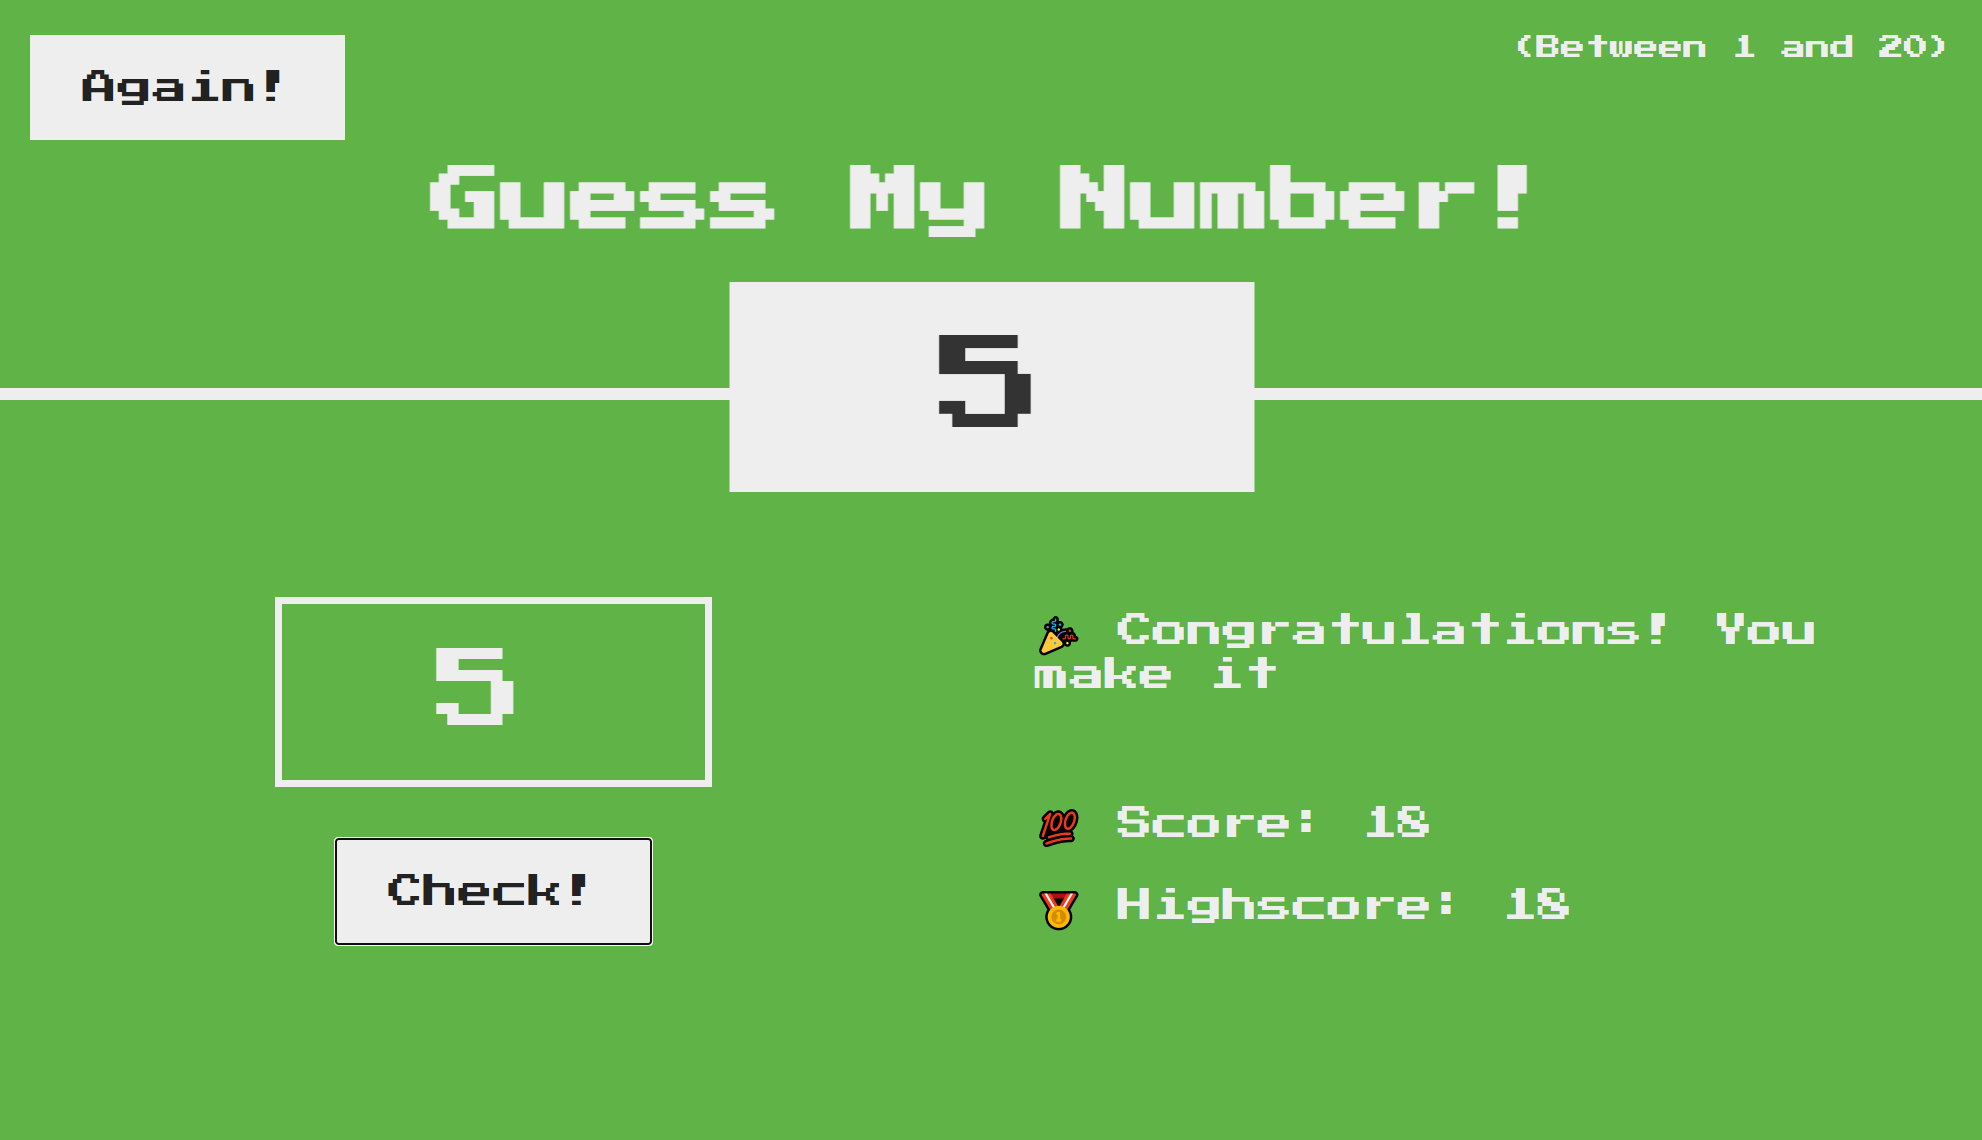 Again!
(Between 1 and 20)
Guess My Number!
5
5
Check!
🎉 Congratulations! You
make it
💯 Score: 18
🥇 Highscore: 18